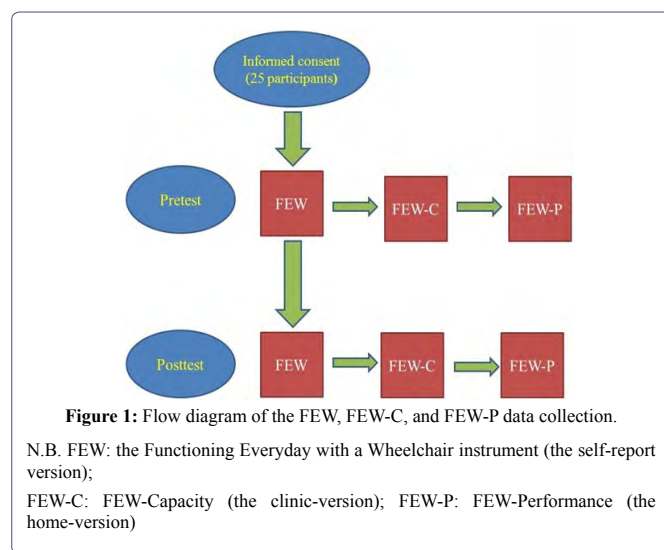 Informed consent
(25 participants)
Pretest
FEW
FEW-C
FEW-P
Posttest
FEW
FEW-C
FEW-P
Figure 1: Flow diagram of the FEW, FEW-C, and FEW-P data collection.
N.B. FEW: the Functioning Everyday with a Wheelchair instrument (the self-report
version);
FEW-C: FEW-Capacity (the clinic-version); FEW-P: FEW-Performance (the
home-version)